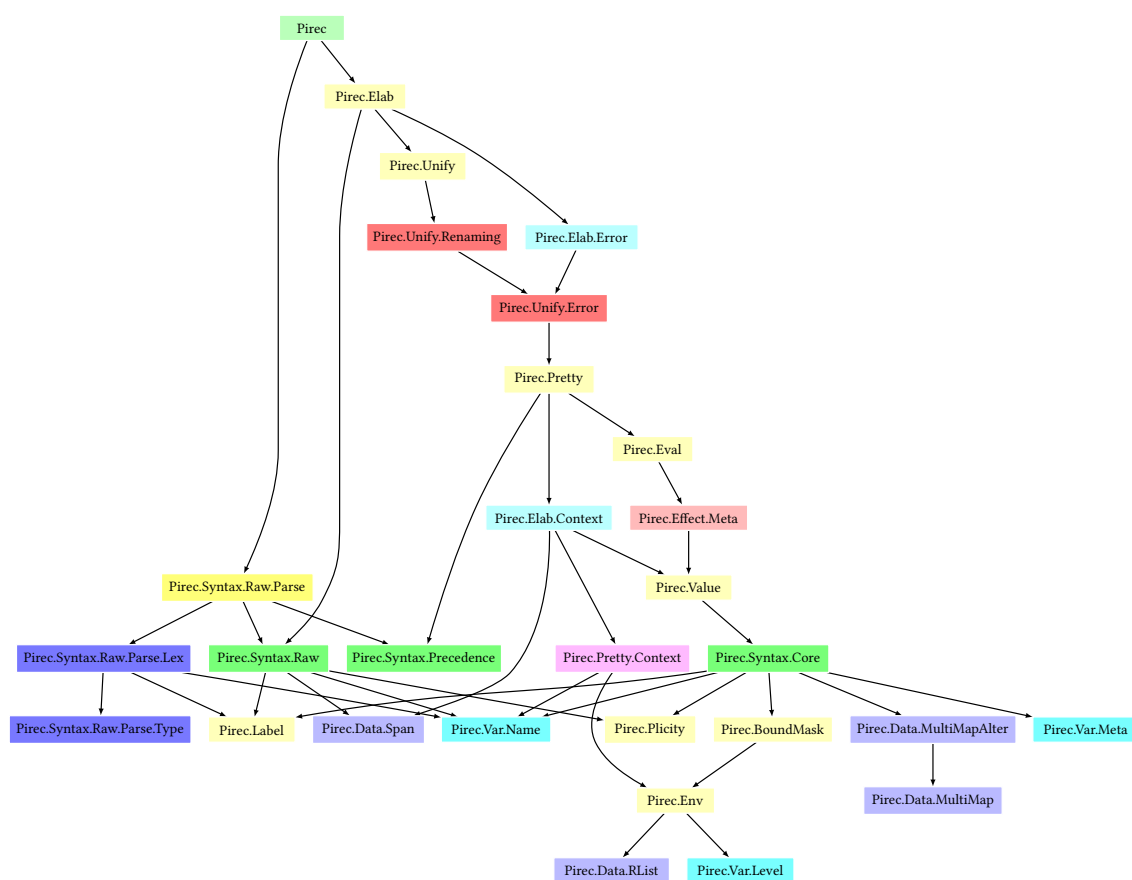 Pirec
Pirec.Elab
Pirec.Unify
Pirec.Unify.Renaming
Pirec.Elab.Error
Pirec.Unify.Error
Pirec.Pretty
Pirec.Eval
Pirec.Elab.Context
Pirec.Effect.Meta
Pirec.Syntax.Raw.Parse
Pirec.Value
Pirec.Syntax.Raw.Parse.Lex
Pirec.Syntax.Raw
Pirec.Syntax.Precedence
Pirec.Pretty.Context
Pirec.Syntax.Core
Pirec.Syntax.Raw.Parse.Type
Pirec.Label
Pirec.Data.Span
Pirec.Var.Name
Pirec.Plicity
Pirec.BoundMask
Pirec.Data.MultiMapAlter
Pirec.Var.Meta
Pirec.Env
Pirec.Data.MultiMap
Pirec.Data.RList
Pirec.Var.Level